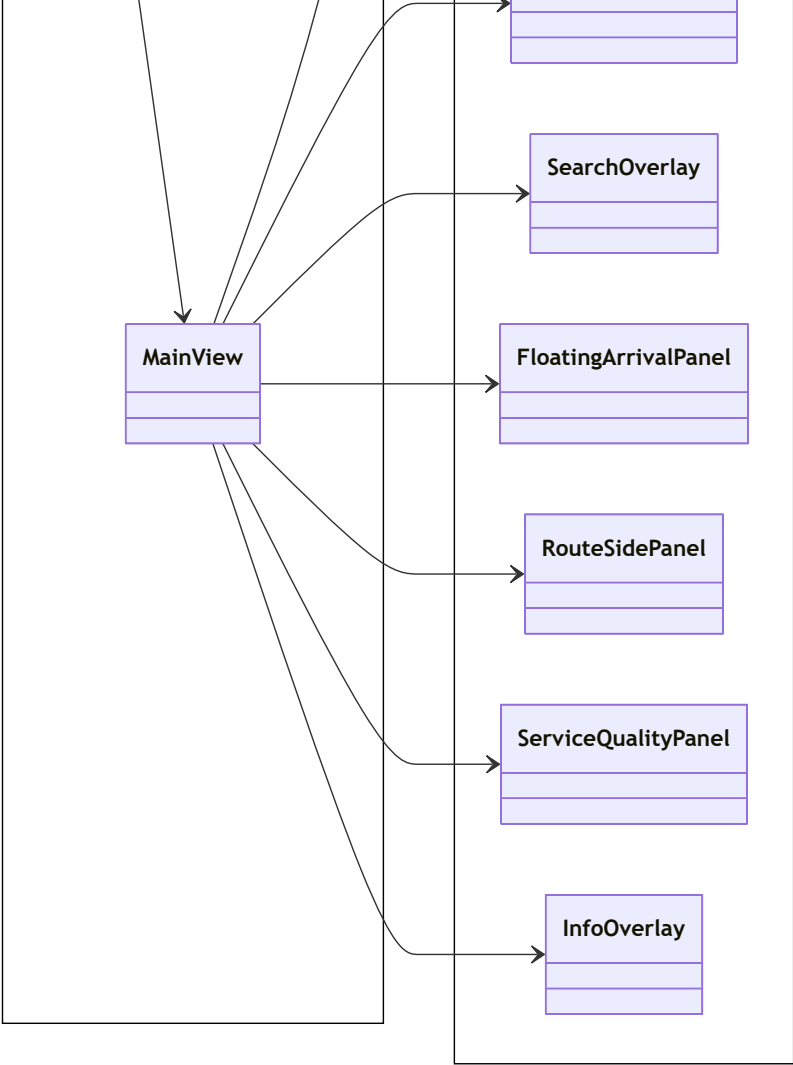 SearchOverlay
MainView
FloatingArrivalPanel
RouteSidePanel
ServiceQualityPanel
InfoOverlay